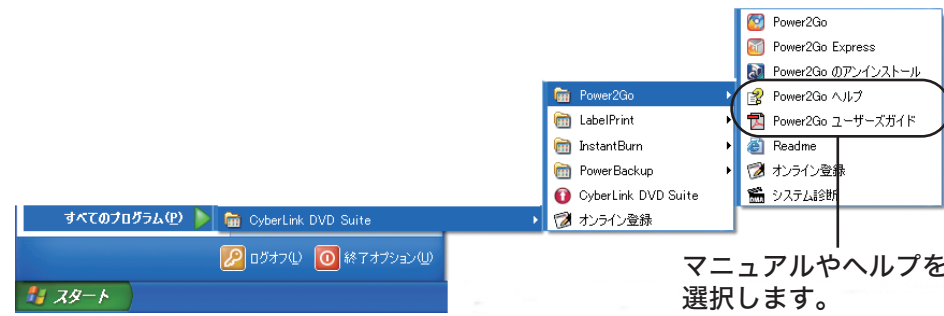 Power2Go
Power2Go Express
Power2Go のアンインストール
Power2Go ヘルプ
Power2Go ユーザーズガイド
Readme
オンライン登録
システム診断
Power2Go
LabelPrint
InstantBurn
PowerBackup
CyberLink DVD Suite
オンライン登録
すべてのプログラム(P)
CyberLink DVD Suite
ログオフ(L)
終了オプション(U)
スタート
マニュアルやヘルプを
選択します。